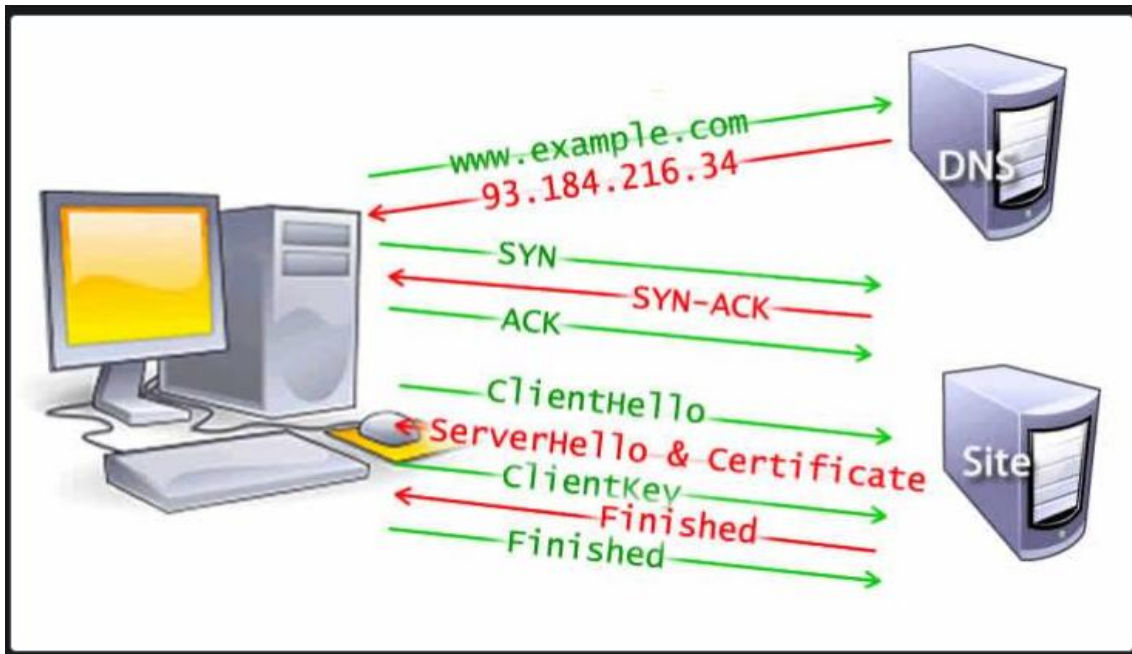 www.example.com
93.184.216.34
DNS
SYN
SYN-ACK
ACK
ClientHello
ServerHello & Certificate
Site
ClientKey
Finished
Finished